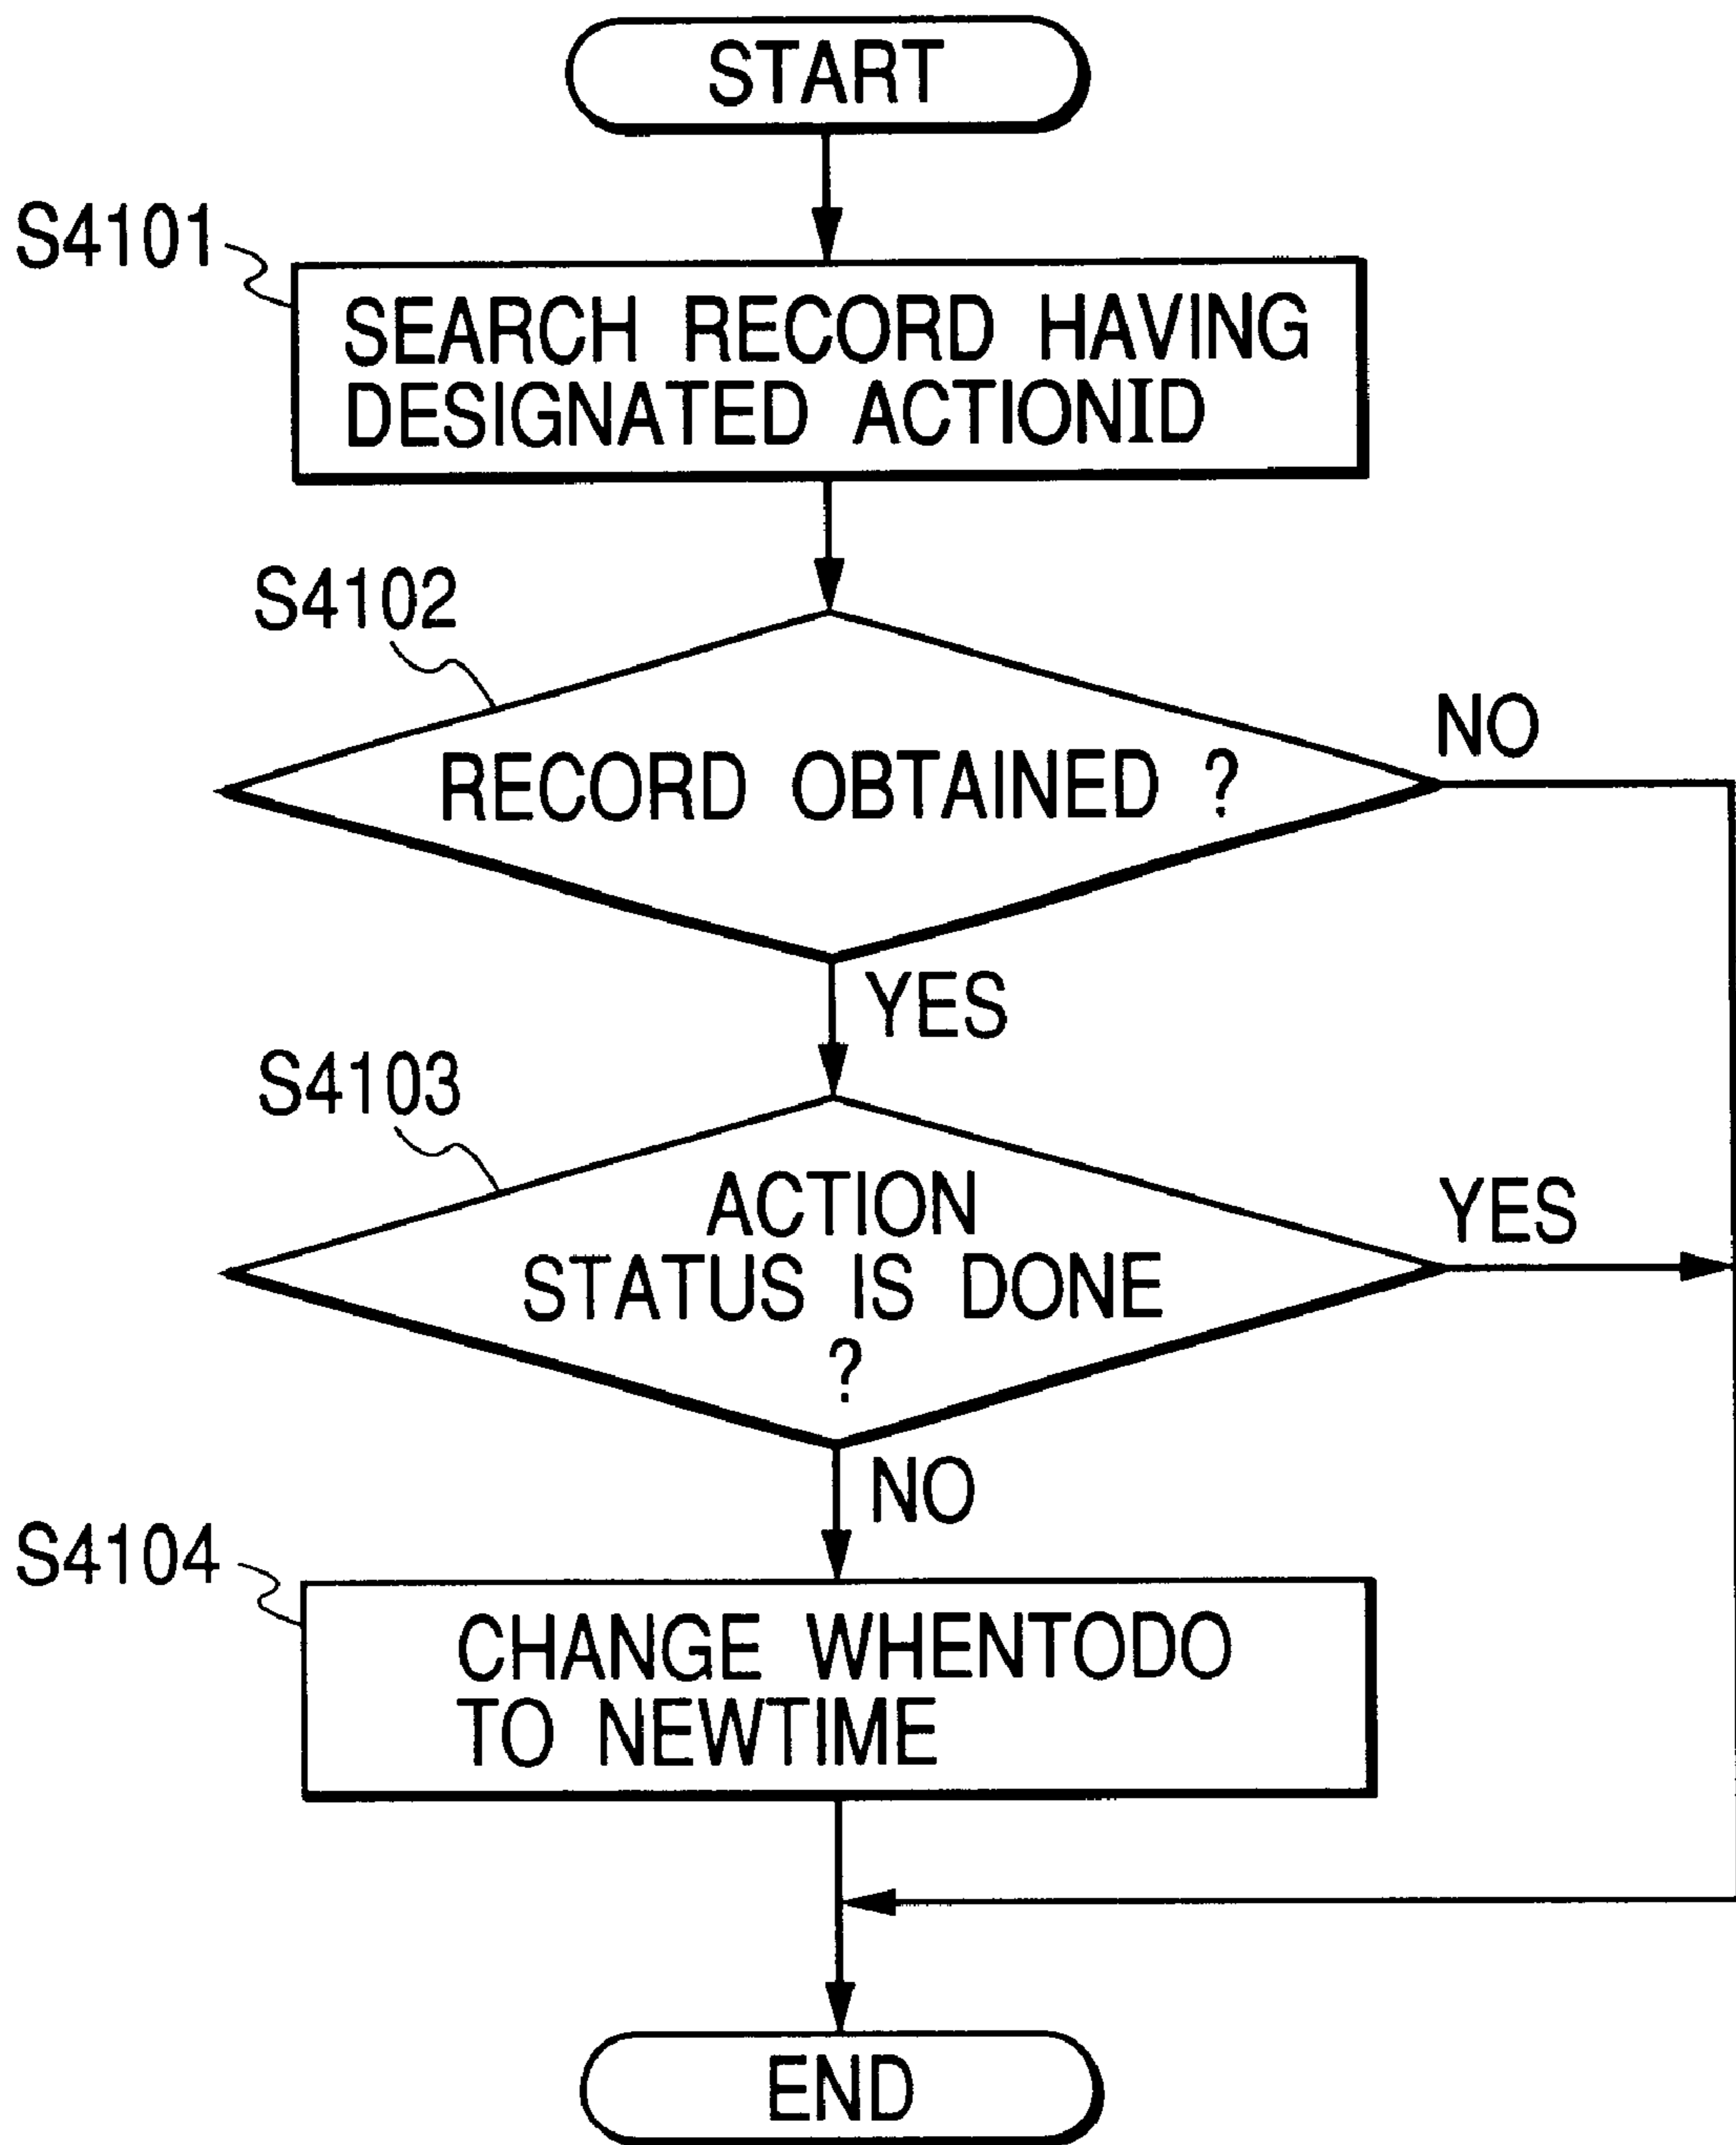 START
S4101
SEARCH RECORD HAVING
DESIGNATED ACTIONID
S4102
RECORD OBTAINED ?
NO
YES
S4103
ACTION
STATUS IS DONE
?
YES
NO
S4104
CHANGE WHENTODO
TO NEWTIME
END